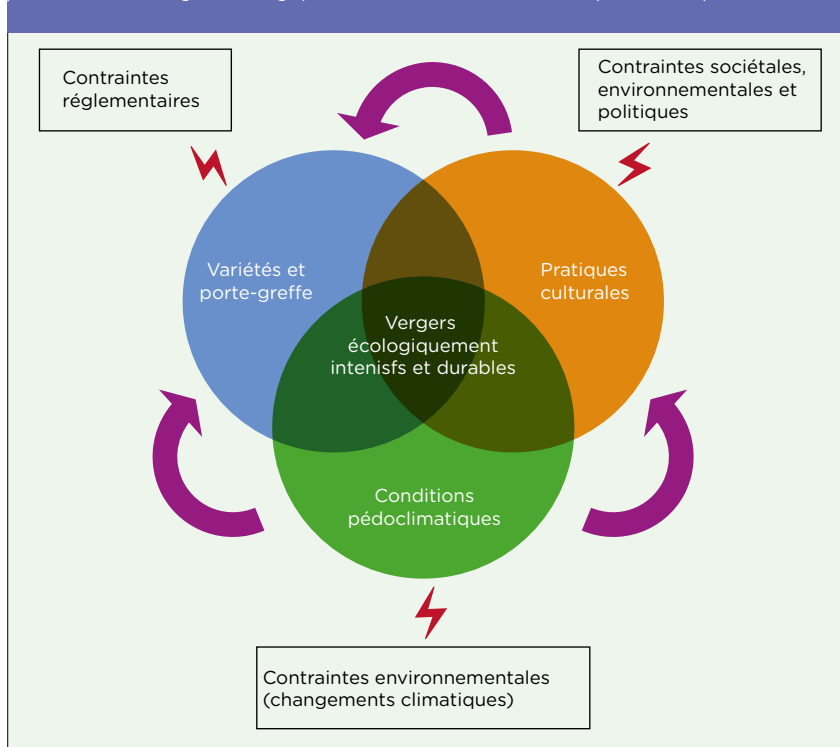 Contraintes
réglementaires
Contraintes sociétales,
environnementales et
politiques
Variétés et
porte-greffe
Pratiques
culturales
Vergers
écologiquement
intenisfs et durables
Conditions
pédoclimatiques
Contraintes environnementales
(changements climatiques)